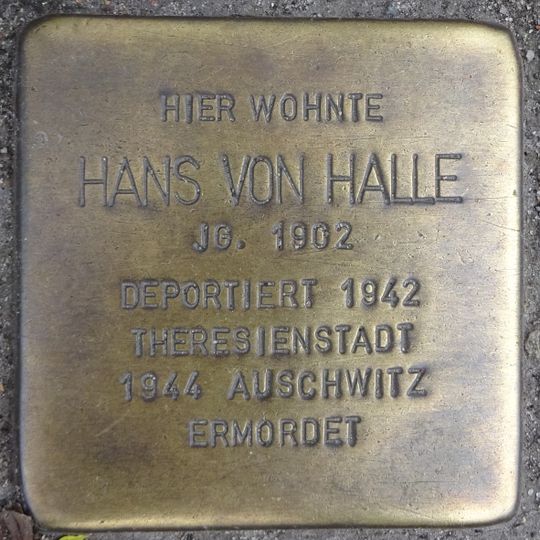 HIER WOHNTE
HANS VON HALLE
JG. 1902
DEPORTIERT 1942
THERESIENSTADT
1944 AUSCHWITZ
ERMORDET